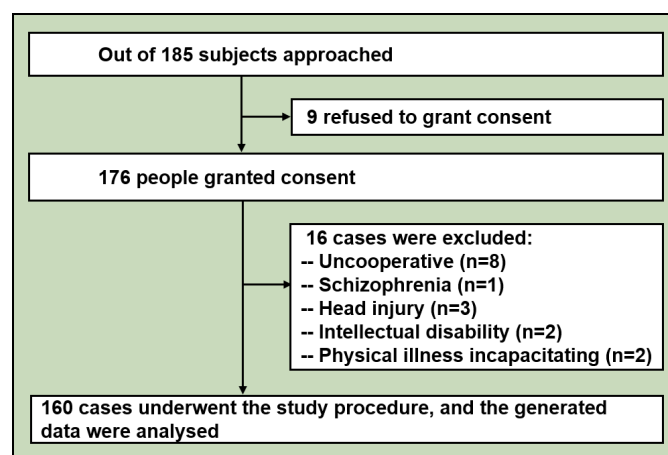 Out of 185 subjects approached
9 refused to grant consent
176 people granted consent
16 cases were excluded:
-- Uncooperative (n=8)
-- Schizophrenia (n=1)
-- Head injury (n=3)
-- Intellectual disability (n=2)
-- Physical illness incapacitating (n=2)
160 cases underwent the study procedure, and the generated
data were analysed